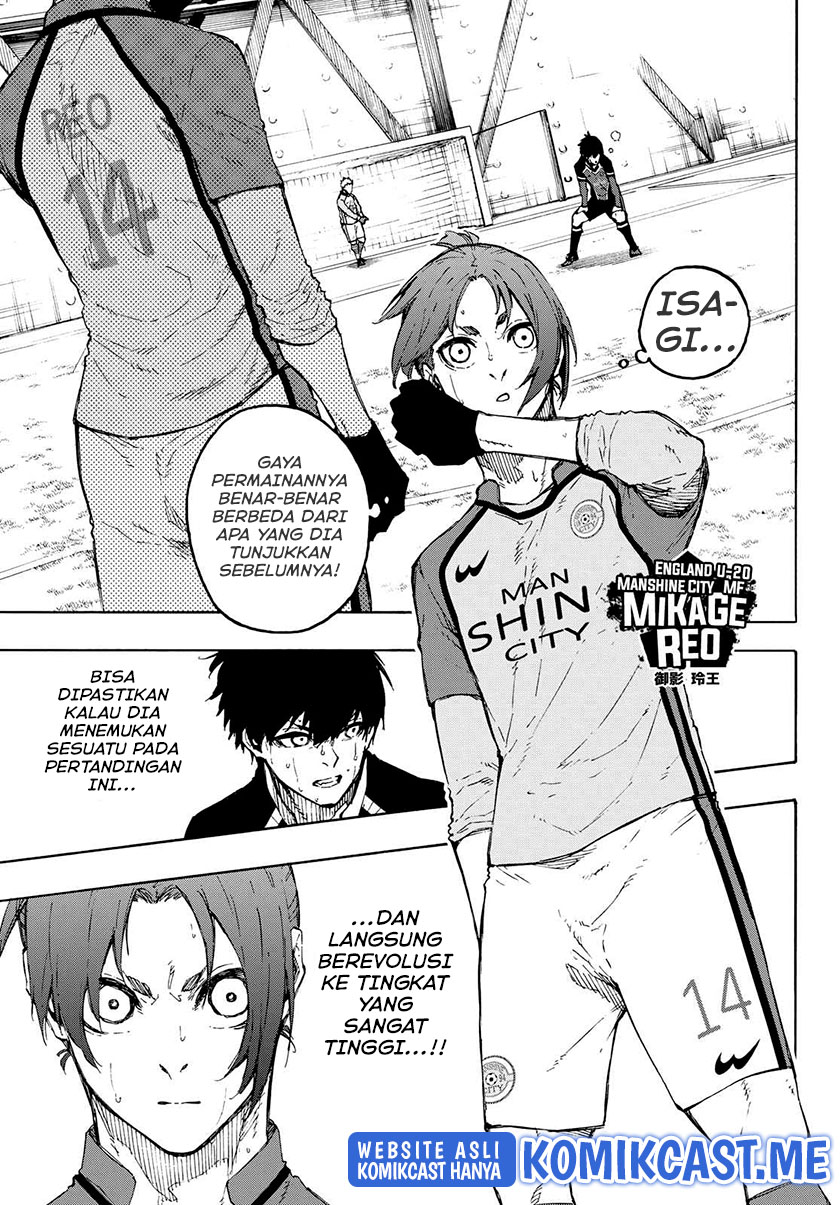 REO
14
ISA-
GI...
GAYA
PERMAINANNYA
BENAR-BENAR
BERBEDA DARI
APA YANG DIA
TUNJUKKAN
SEBELUMNYA!
MAN
SHIN
CITY
ENGLAND U-20
MANSHINE CITY MF
MIKAGE
REO
御影 玲王
BISA
DIPASTIKAN
KALAU DIA
MENEMUKAN
SESUATU PADA
PERTANDINGAN
INI...
...DAN
LANGSUNG
BEREVOLUSI
KE TINGKAT
YANG
SANGAT
TINGGI...!!
14
WEBSITE ASLI
KOMIKCAST HANYA
KOMIKCAST.ME